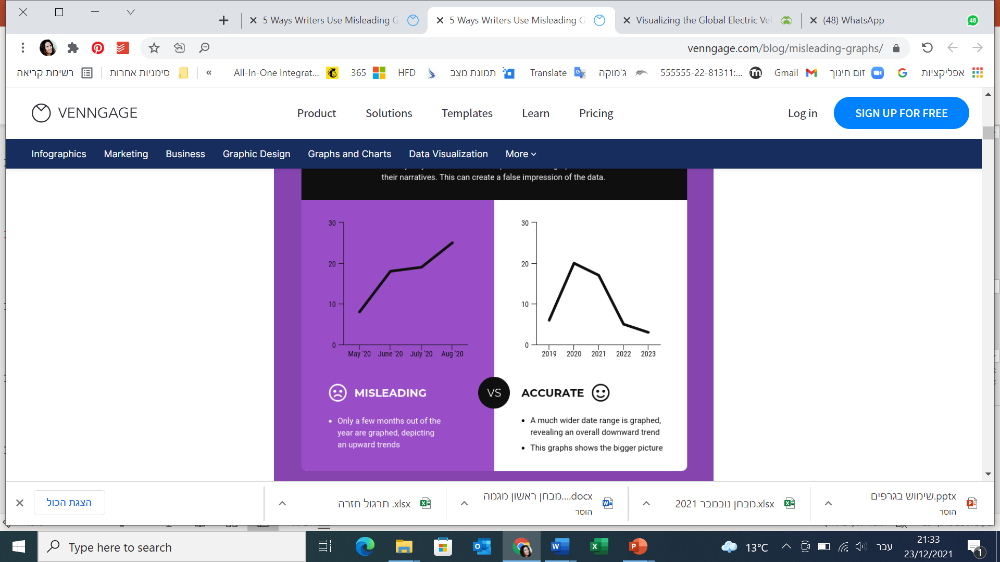 5 Ways Writers Use Misleading G
5 Ways Writers Use Misleading G
Visualizing the Global Electric Veh
(48) WhatsApp
48
venngage.com/blog/misleading-graphs/
רשימת קריאה
סימניות אחרות
«
All-In-One Integrat...
365
HFD
תמונת מצב
Translate
ג'מוקה
555555-22-81311:...
Gmail
זום חינוך
אפליקציות
VENNGAGE
Product
Solutions
Templates
Learn
Pricing
Log in
SIGN UP FOR FREE
Infographics
Marketing
Business
Graphic Design
Graphs and Charts
Data Visualization
More
their narratives. This can create a false impression of the data.
30
20
10
0
May '20 June '20 July '20 Aug '20
MISLEADING
• Only a few months out of the
year are graphed, depicting
an upward trends
VS
30
20
10
0
2019 2020 2021 2022 2023
ACCURATE
• A much wider date range is graphed,
revealing an overall downward trend
• This graphs shows the bigger picture
הצגת הכול
תרגול חזרה .xlsx
מבחן ראשון מגמה....docx
הוסר
מבחן נובמבר 2021.xlsx
שימוש בגרפים.pptx
הוסר
Type here to search
13°C
עבר
21:33
23/12/2021
1